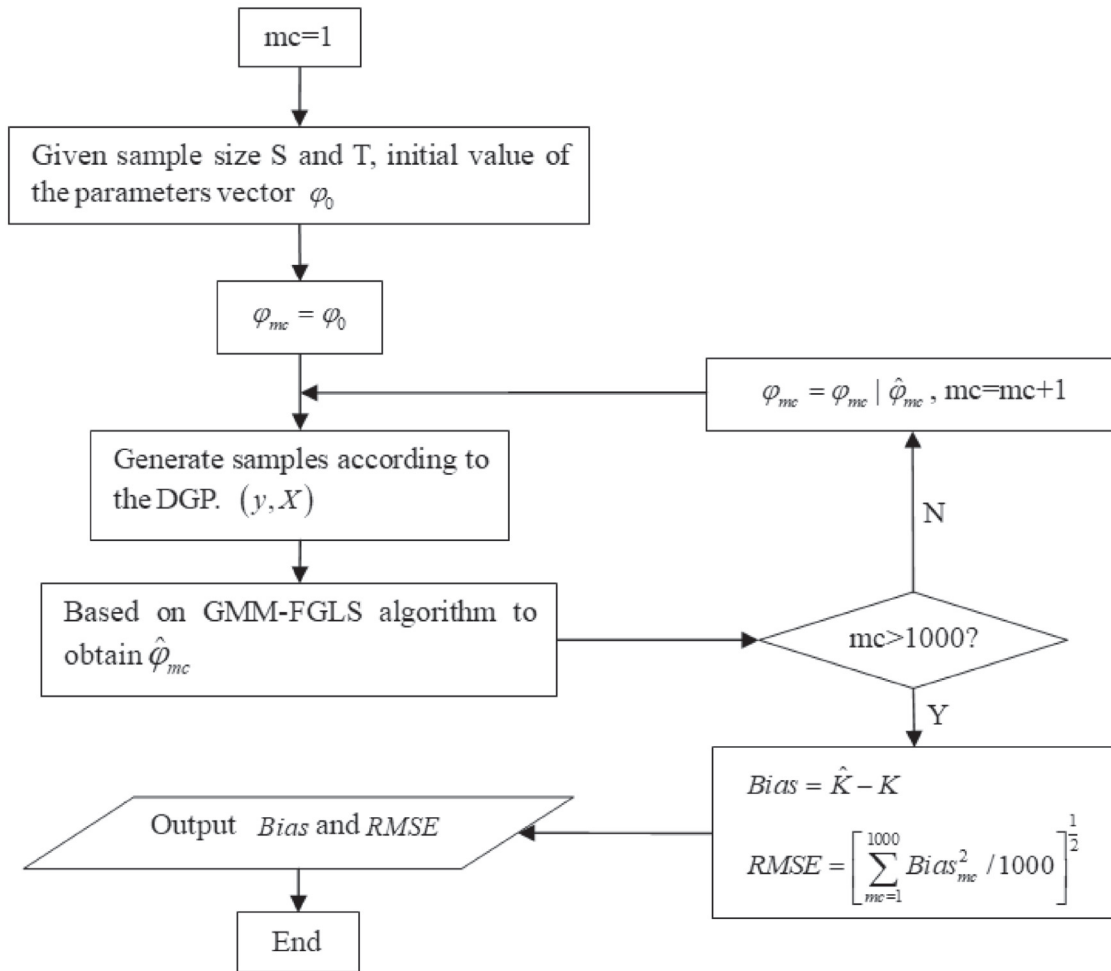 mc=1
Given sample size S and T, initial value of
the parameters vector φ₀
φ_mc = φ₀
φ_mc = φ_mc | φ̂_mc , mc=mc+1
Generate samples according to
the DGP. (y, X)
N
Based on GMM-FGLS algorithm to
obtain φ̂_mc
mc>1000?
Y
Bias = K̂ − K
RMSE = [∑_{mc=1}^{1000} Bias²_mc /1000]^{1/2}
Output Bias and RMSE
End